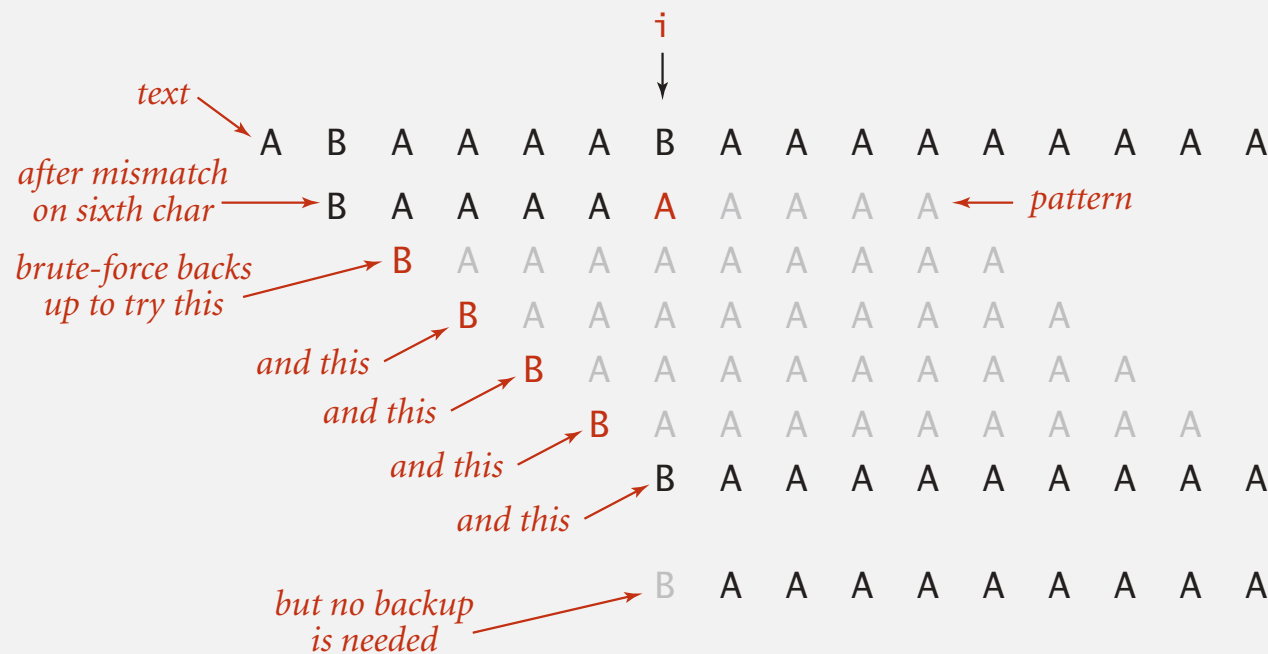 i
text
A B A A A A B A A A A A A A A A
after mismatch
on sixth char
B A A A A A A A A A
pattern
brute-force backs
up to try this
B A A A A A A A A A
and this
B A A A A A A A A A
and this
B A A A A A A A A A
and this
B A A A A A A A A A
and this
B A A A A A A A A A
but no backup
is needed
B A A A A A A A A A